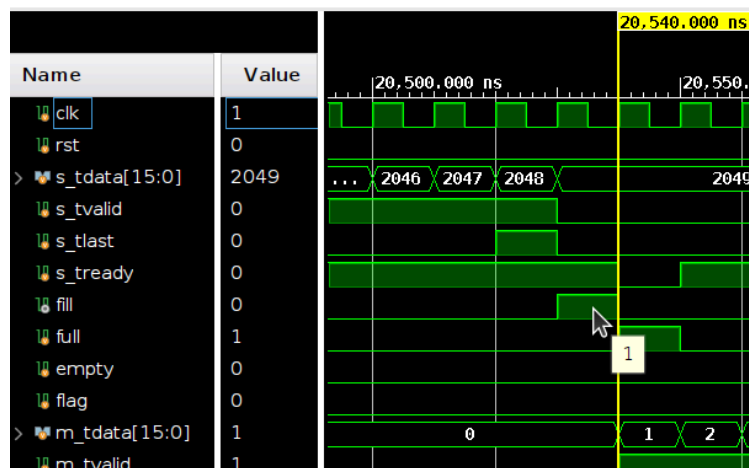 20,540.000 ns
Name Value
20,500.000 ns 20,550.
clk 1
rst 0
s_tdata[15:0] 2049 ... 2046 2047 2048 2049
s_tvalid 0
s_tlast 0
s_tready 0
fill 0
full 1
1
empty 0
flag 0
m_tdata[15:0] 1 0 1 2
m_tvalid 1